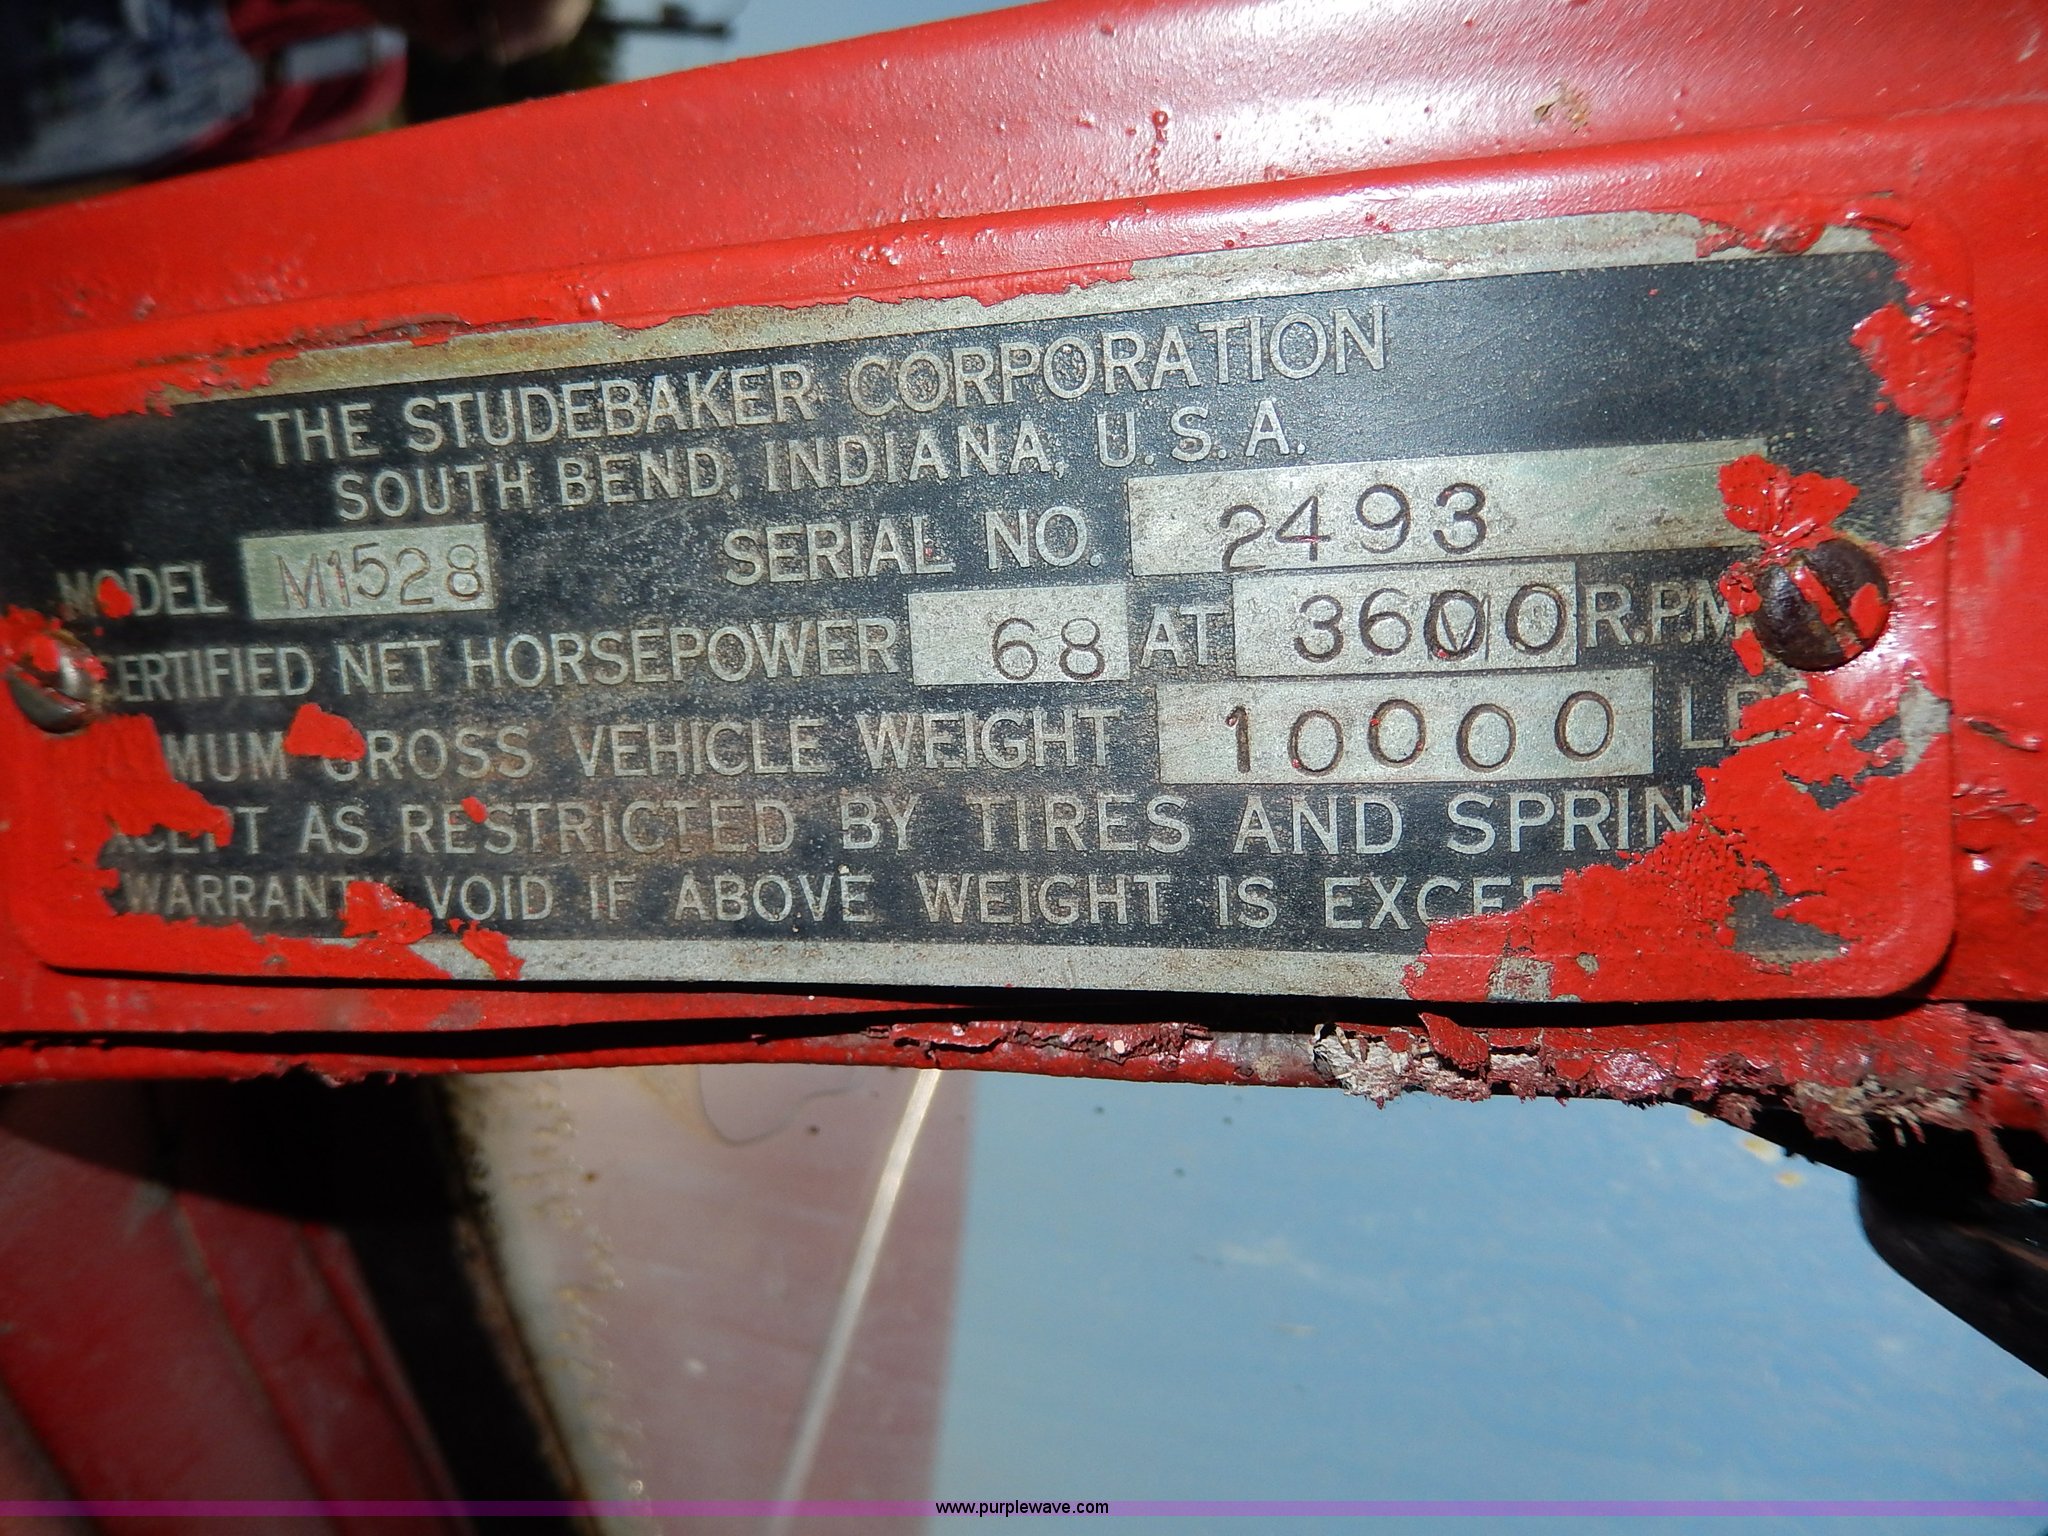 THE STUDEBAKER CORPORATION
SOUTH BEND, INDIANA, U.S.A.
MODEL M1528 SERIAL NO. 2493
CERTIFIED NET HORSEPOWER 68 AT 3600 R.P.M
GROSS VEHICLE WEIGHT 10000
AS RESTRICTED BY TIRES AND
WARRANTY VOID IF ABOVE WEIGHT IS
www.purplewave.com